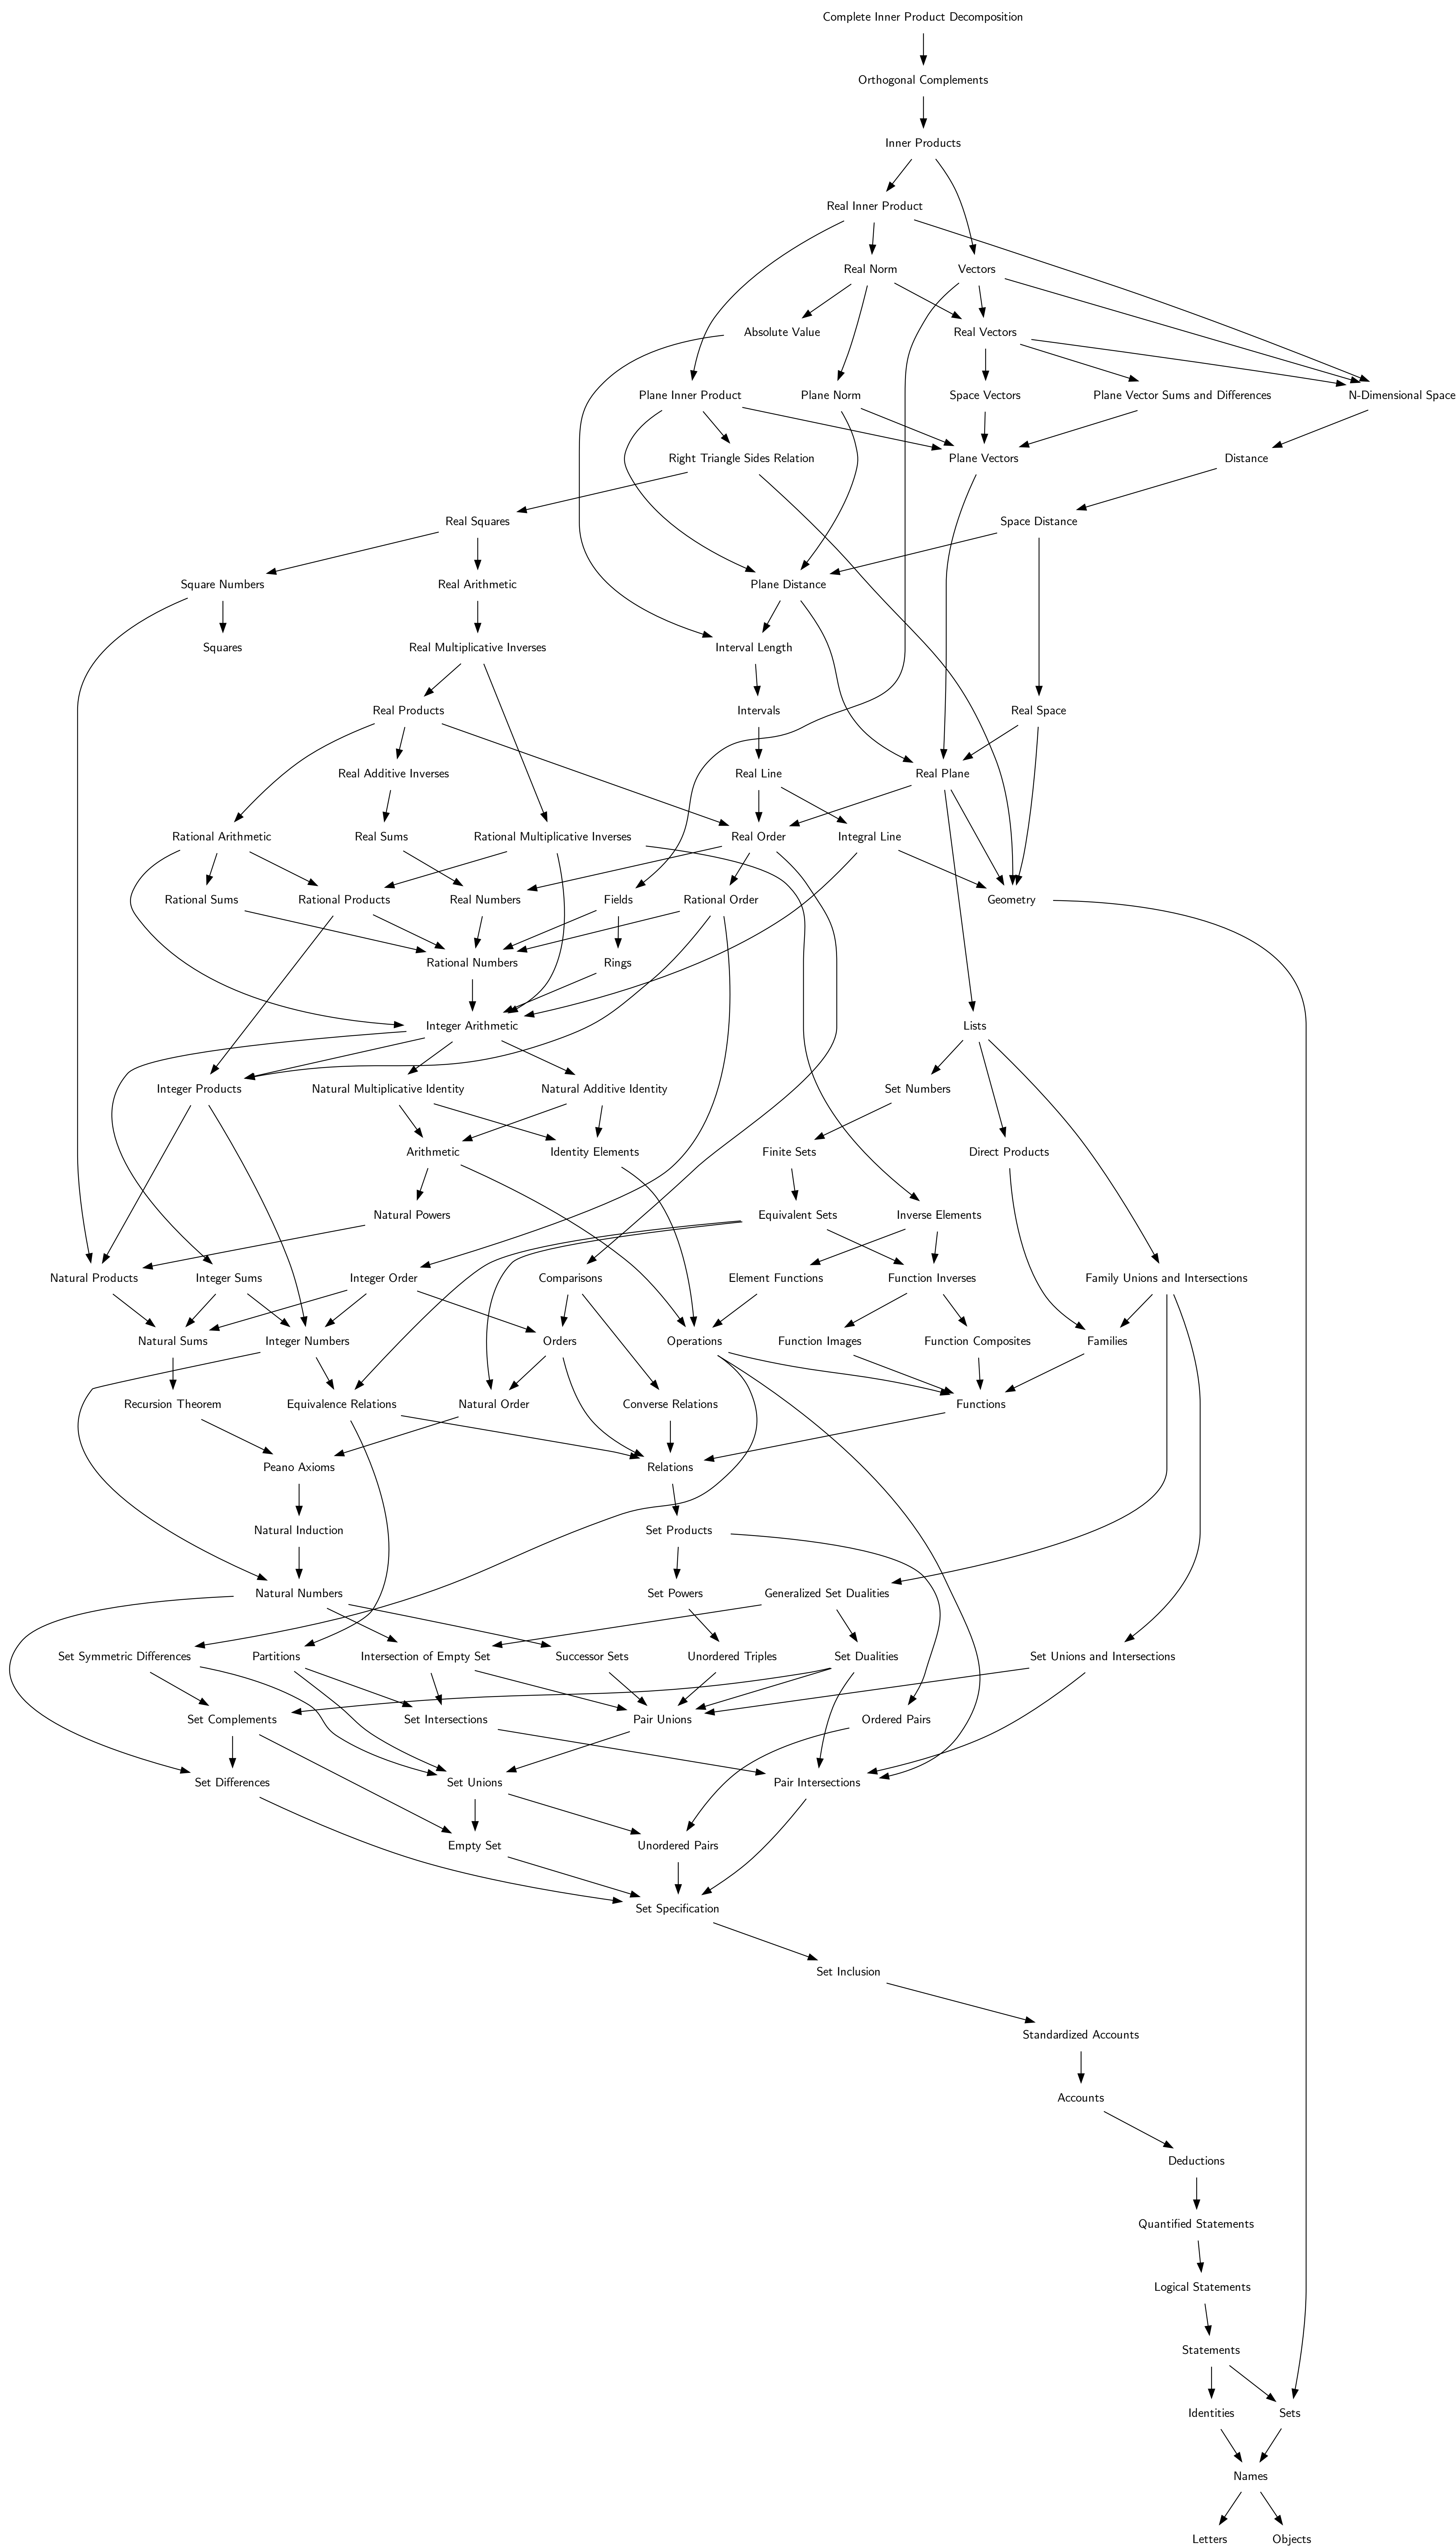 Complete Inner Product Decomposition
Orthogonal Complements
Inner Products
Real Inner Product
Real Norm
Vectors
Absolute Value
Real Vectors
Plane Inner Product
Plane Norm
Space Vectors
Plane Vector Sums and Differences
N-Dimensional Space
Right Triangle Sides Relation
Plane Vectors
Distance
Real Squares
Space Distance
Square Numbers
Real Arithmetic
Plane Distance
Squares
Real Multiplicative Inverses
Interval Length
Real Products
Intervals
Real Space
Real Additive Inverses
Real Line
Real Plane
Rational Arithmetic
Real Sums
Rational Multiplicative Inverses
Real Order
Integral Line
Rational Sums
Rational Products
Real Numbers
Fields
Rational Order
Geometry
Rational Numbers
Rings
Integer Arithmetic
Lists
Integer Products
Natural Multiplicative Identity
Natural Additive Identity
Set Numbers
Arithmetic
Identity Elements
Finite Sets
Direct Products
Natural Powers
Equivalent Sets
Inverse Elements
Natural Products
Integer Sums
Integer Order
Comparisons
Element Functions
Function Inverses
Family Unions and Intersections
Natural Sums
Integer Numbers
Orders
Operations
Function Images
Function Composites
Families
Recursion Theorem
Equivalence Relations
Natural Order
Converse Relations
Functions
Peano Axioms
Relations
Natural Induction
Set Products
Natural Numbers
Set Powers
Generalized Set Dualities
Set Symmetric Differences
Partitions
Intersection of Empty Set
Successor Sets
Unordered Triples
Set Dualities
Set Unions and Intersections
Set Complements
Set Intersections
Pair Unions
Ordered Pairs
Set Differences
Set Unions
Pair Intersections
Empty Set
Unordered Pairs
Set Specification
Set Inclusion
Standardized Accounts
Accounts
Deductions
Quantified Statements
Logical Statements
Statements
Identities
Sets
Names
Letters
Objects